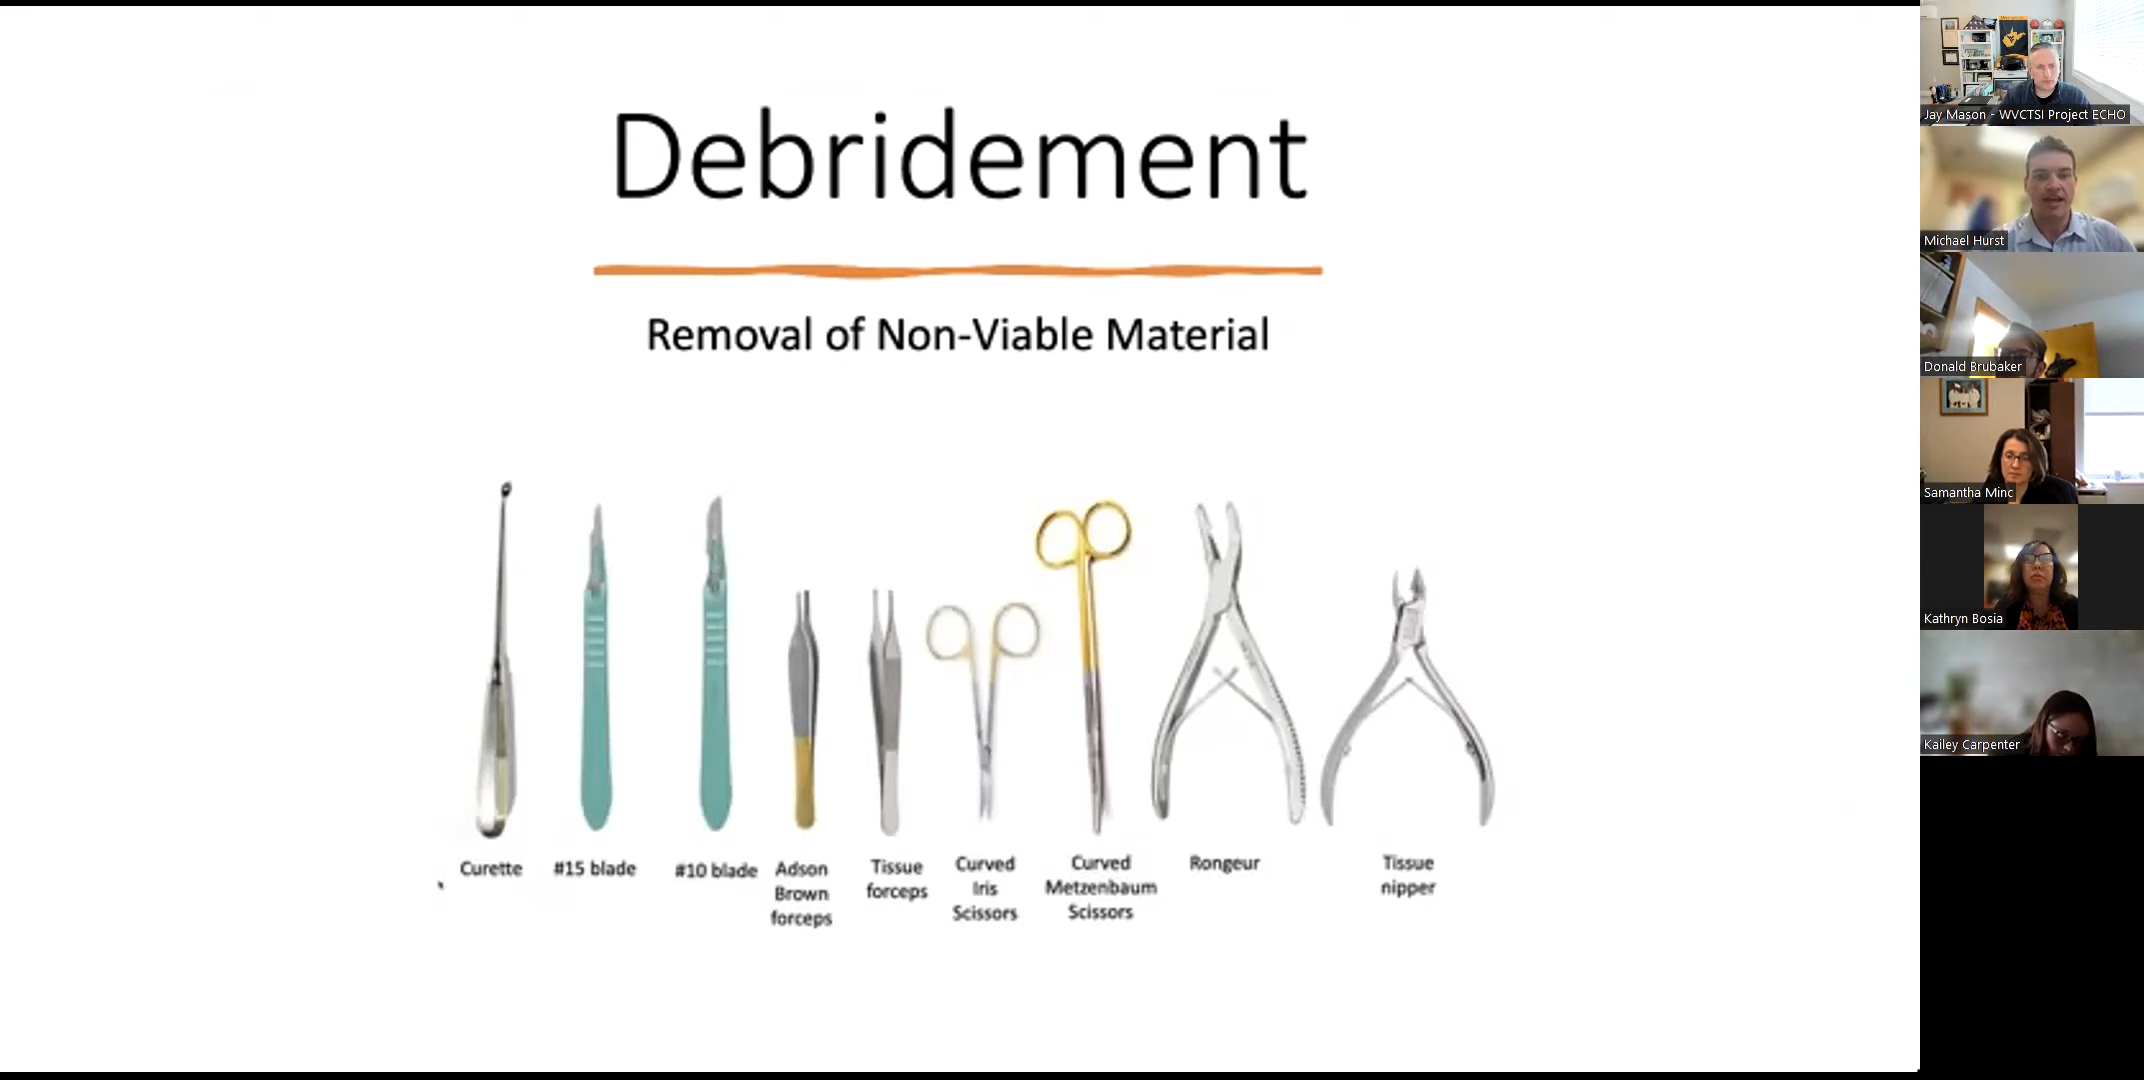 Debridement
Removal of Non-Viable Material
Curette
#15 blade
#10 blade
Adson
Brown
forceps
Tissue
forceps
Curved
Iris
Scissors
Curved
Metzenbaum
Scissors
Rongeur
Tissue
nipper
Jay Mason - WVCTSI Project ECHO
Michael Hurst
Donald Brubaker
Samantha Minc
Kathryn Bosia
Kailey Carpenter